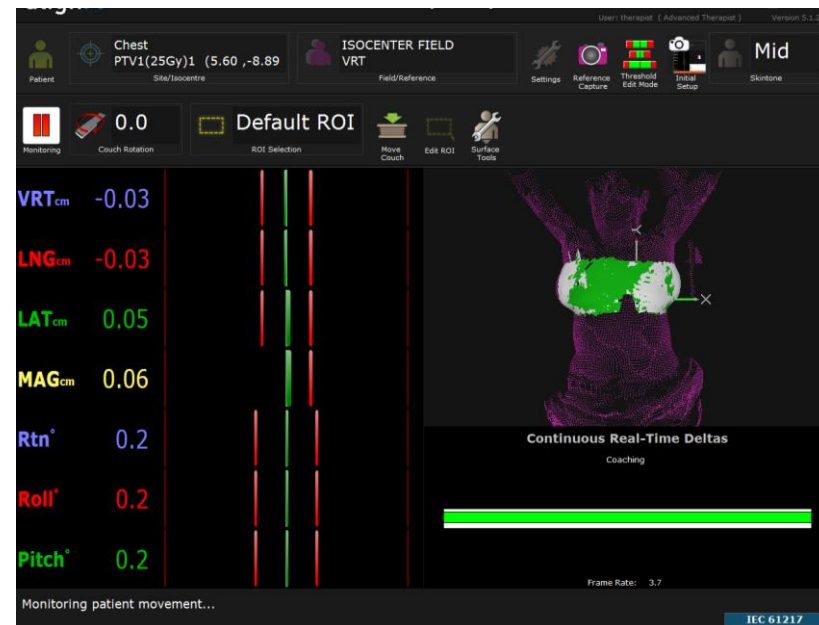 User: therapist ( Advanced Therapist ) Version 5.1.2
Chest
PTV1(25Gy)1 (5.60 ,-8.89
ISOCENTER FIELD
VRT
Mid
Patient
Site/Isocentre
Field/Reference
Settings
Reference
Capture
Threshold
Edit Mode
Initial
Setup
Skintone
0.0
Default ROI
Monitoring
Couch Rotation
ROI Selection
Move
Couch
Edit ROI
Surface
Tools
VRTcm -0.03
LNGcm -0.03
LATcm 0.05
MAGcm 0.06
Rtn° 0.2
Roll° 0.2
Pitch° 0.2
Y
X
Continuous Real-Time Deltas
Coaching
Frame Rate: 3.7
Monitoring patient movement...
IEC 61217